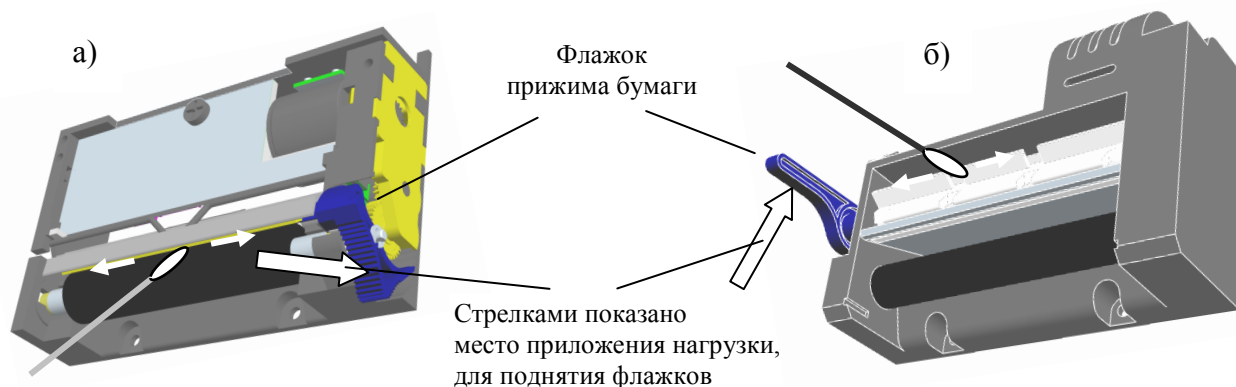 а)
Флажок
прижима бумаги
б)
Стрелками показано
место приложения нагрузки,
для поднятия флажков